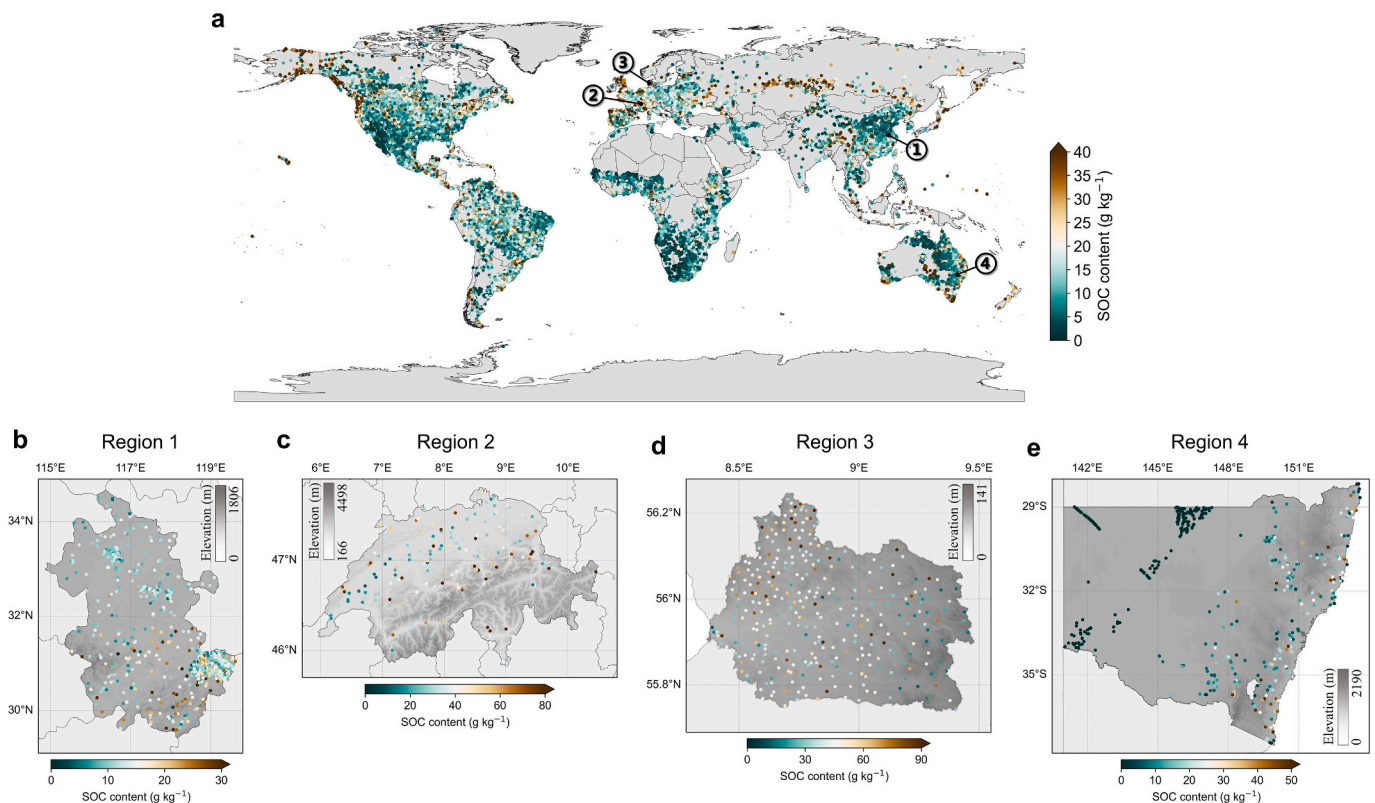 a
③
②
①
④
40
35
30
25
20
15
10
5
0
SOC content (g kg⁻¹)
b
Region 1
115°E 117°E 119°E
34°N
32°N
30°N
Elevation (m)
0 1806
0 10 20 30
SOC content (g kg⁻¹)
c
Region 2
6°E 7°E 8°E 9°E 10°E
47°N
46°N
Elevation (m)
166 4498
0 20 40 60 80
SOC content (g kg⁻¹)
d
Region 3
8.5°E 9°E 9.5°E
56.2°N
56°N
55.8°N
Elevation (m)
0 141
0 30 60 90
SOC content (g kg⁻¹)
e
Region 4
142°E 145°E 148°E 151°E
29°S
32°S
35°S
Elevation (m)
0 2190
0 10 20 30 40 50
SOC content (g kg⁻¹)